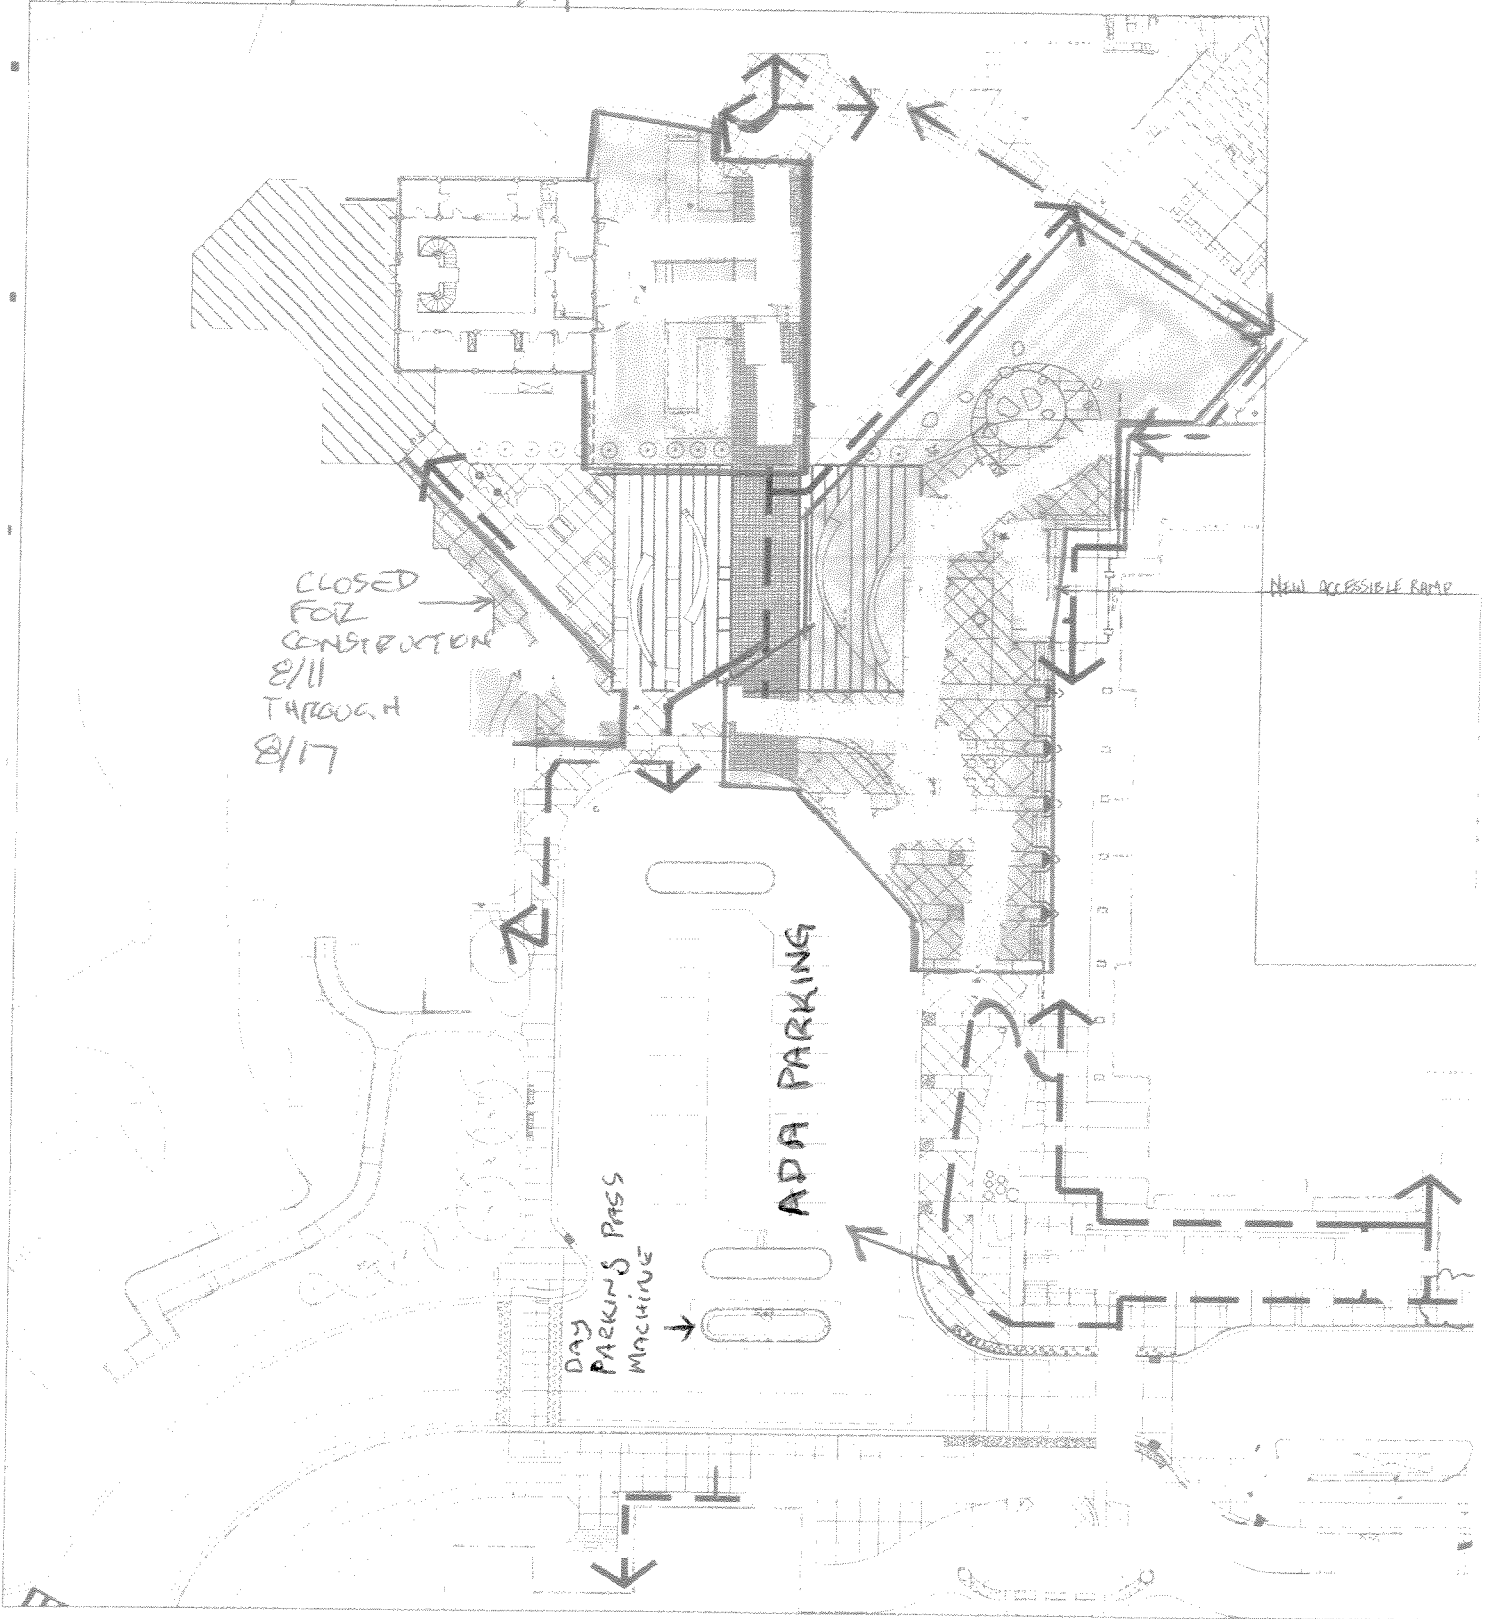 CLOSED
FOR
CONSTRUCTION
8/11
THROUGH
8/17
NEW ACCESSIBLE RAMP
ADA PARKING
DAY
PARKING PASS
MACHINE